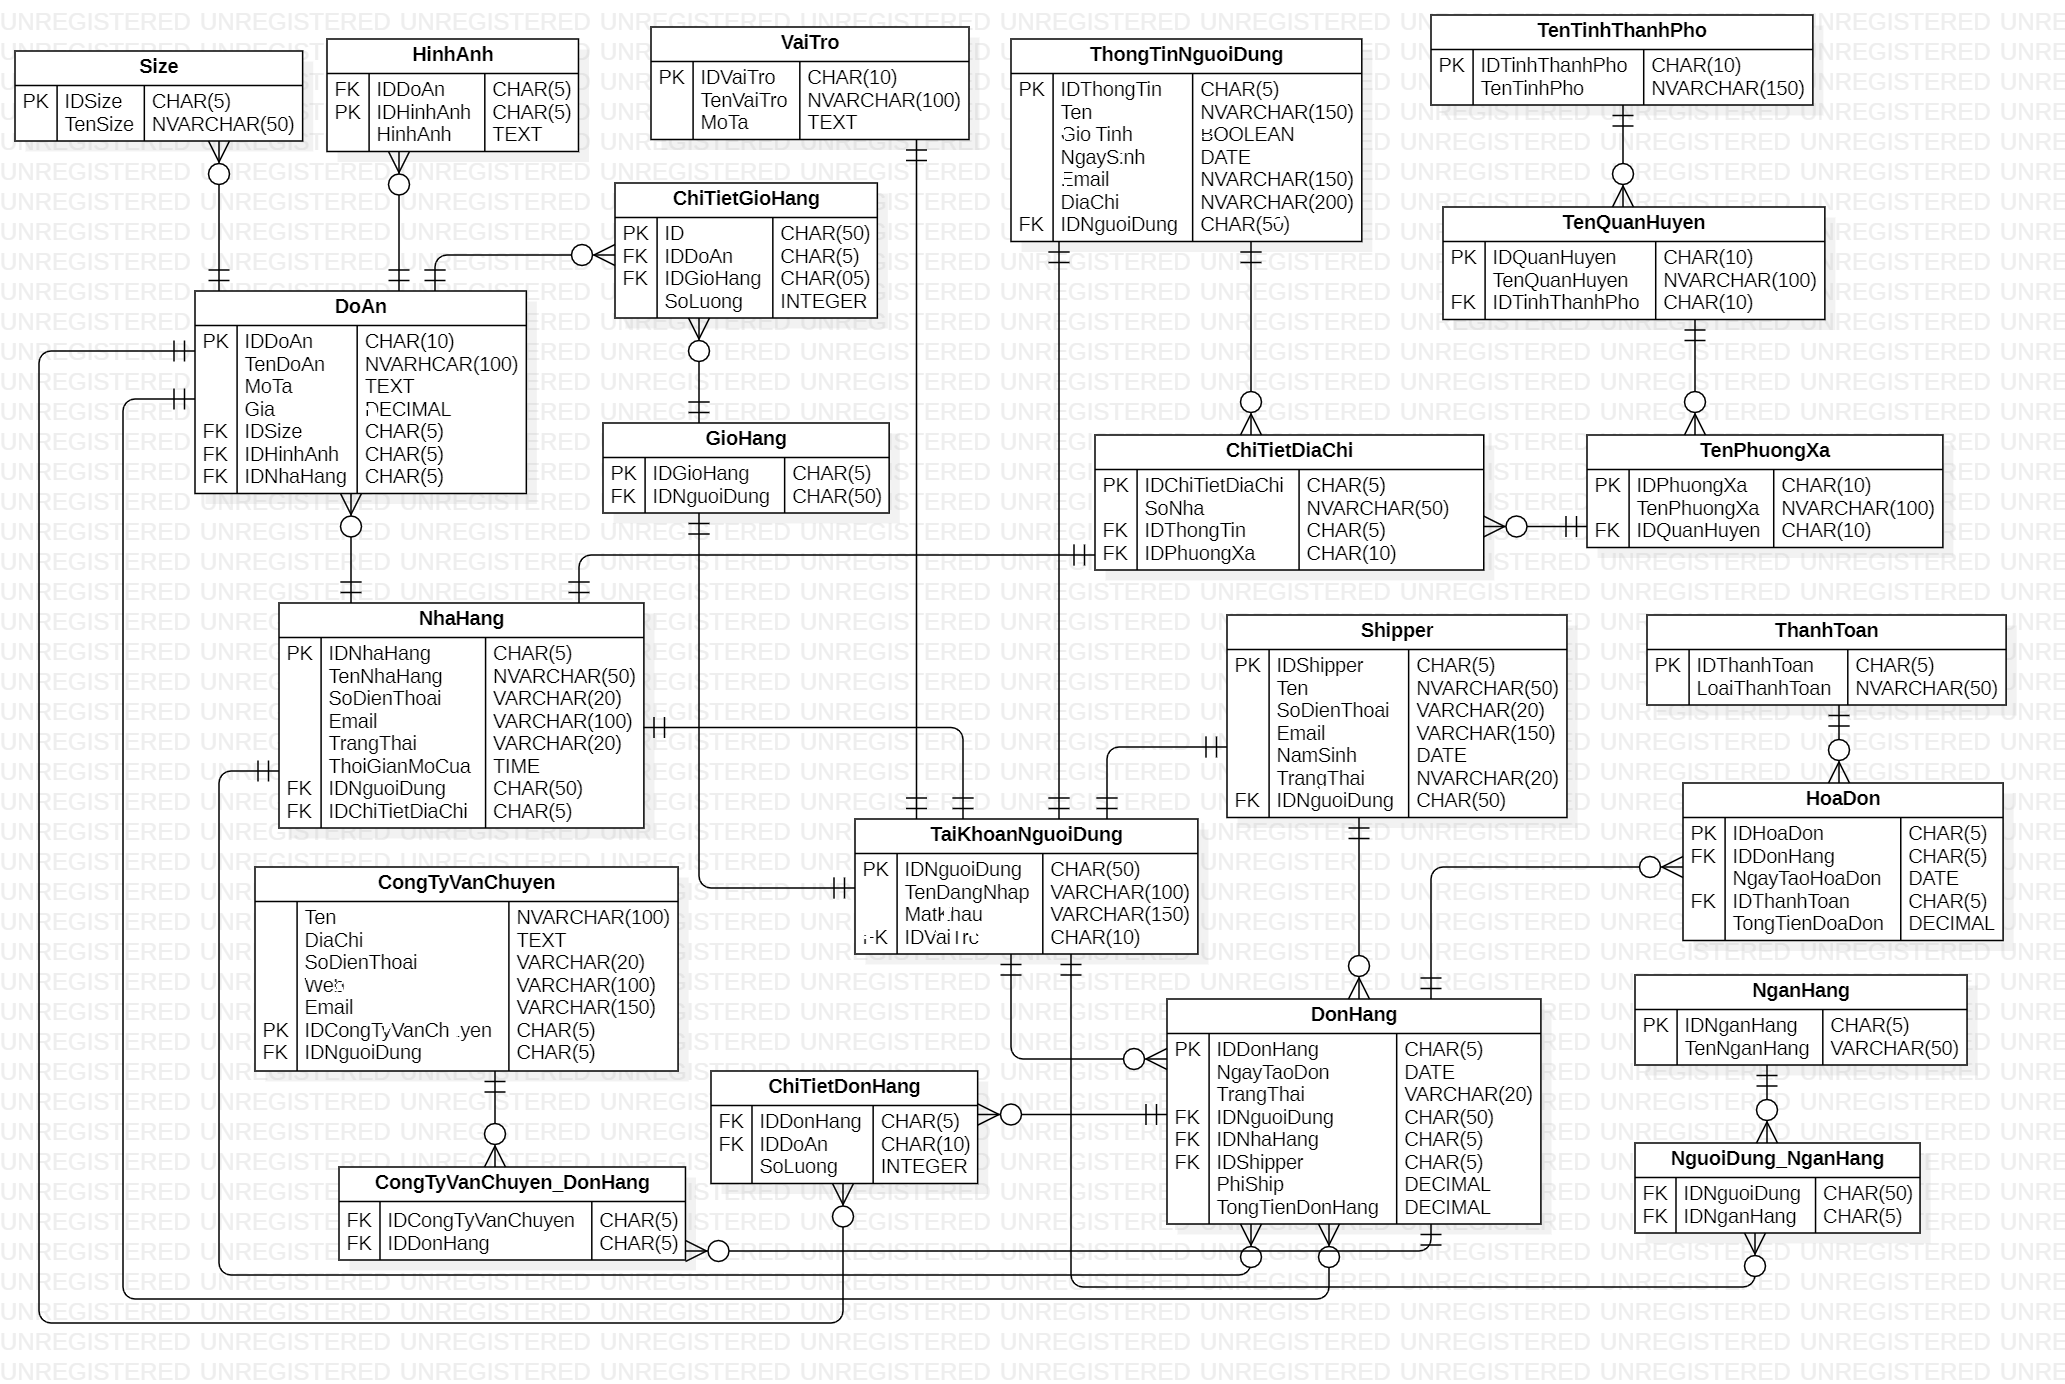 Size
PK IDSize CHAR(5)
TenSize NVARCHAR(50)
HinhAnh
FK IDDoAn CHAR(5)
PK IDHinhAnh CHAR(5)
HinhAnh TEXT
VaiTro
PK IDVaiTro CHAR(10)
TenVaiTro NVARCHAR(100)
MoTa TEXT
ThongTinNguoiDung
PK IDThongTin CHAR(5)
Ten NVARCHAR(150)
Gio Tinh BOOLEAN
NgayS:nh DATE
Email NVARCHAR(150)
DiaChi NVARCHAR(200)
FK IDNguoiDung CHAR(50)
TenTinhThanhPho
PK IDTinhThanhPho CHAR(10)
TenTinhPho NVARCHAR(150)
ChiTietGioHang
PK ID CHAR(50)
FK IDDoAn CHAR(5)
FK IDGioHang CHAR(05)
SoLuong INTEGER
TenQuanHuyen
PK IDQuanHuyen CHAR(10)
TenQuanHuyen NVARCHAR(100)
FK IDTinhThanhPho CHAR(10)
DoAn
PK IDDoAn CHAR(10)
TenDoAn NVARHCAR(100)
MoTa TEXT
Gia DECIMAL
FK IDSize CHAR(5)
FK IDHinhAnh CHAR(5)
FK IDNhaHang CHAR(5)
GioHang
PK IDGioHang CHAR(5)
FK IDNguoiDung CHAR(50)
ChiTietDiaChi
PK IDChiTietDiaChi CHAR(5)
SoNha NVARCHAR(50)
FK IDThongTin CHAR(5)
FK IDPhuongXa CHAR(10)
TenPhuongXa
PK IDPhuongXa CHAR(10)
TenPhuongXa NVARCHAR(100)
FK IDQuanHuyen CHAR(10)
NhaHang
PK IDNhaHang CHAR(5)
TenNhaHang NVARCHAR(50)
SoDienThoai VARCHAR(20)
Email VARCHAR(100)
TrangThai VARCHAR(20)
ThoiGianMoCua TIME
FK IDNguoiDung CHAR(50)
FK IDChiTietDiaChi CHAR(5)
Shipper
PK IDShipper CHAR(5)
Ten NVARCHAR(50)
SoDienThoai VARCHAR(20)
Email VARCHAR(150)
NamSinh DATE
TrangThai NVARCHAR(20)
FK IDNguoiDung CHAR(50)
ThanhToan
PK IDThanhToan CHAR(5)
LoaiThanhToan NVARCHAR(50)
HoaDon
PK IDHoaDon CHAR(5)
FK IDDonHang CHAR(5)
NgayTaoHoaDon DATE
FK IDThanhToan CHAR(5)
TongTienDoaDon DECIMAL
TaiKhoanNguoiDung
PK IDNguoiDung CHAR(50)
TenDangNhap VARCHAR(100)
MatKhau VARCHAR(150)
FK IDVaiTro CHAR(10)
CongTyVanChuyen
Ten NVARCHAR(100)
DiaChi TEXT
SoDienThoai VARCHAR(20)
Web VARCHAR(100)
Email VARCHAR(150)
PK IDCongTyVanChuyen CHAR(5)
FK IDNguoiDung CHAR(5)
DonHang
PK IDDonHang CHAR(5)
NgayTaoDon DATE
TrangThai VARCHAR(20)
FK IDNguoiDung CHAR(50)
FK IDNhaHang CHAR(5)
FK IDShipper CHAR(5)
PhiShip DECIMAL
TongTienDonHang DECIMAL
NganHang
PK IDNganHang CHAR(5)
TenNganHang VARCHAR(50)
ChiTietDonHang
FK IDDonHang CHAR(5)
FK IDDoAn CHAR(10)
SoLuong INTEGER
CongTyVanChuyen_DonHang
FK IDCongTyVanChuyen CHAR(5)
FK IDDonHang CHAR(5)
NguoiDung_NganHang
FK IDNguoiDung CHAR(50)
FK IDNganHang CHAR(5)